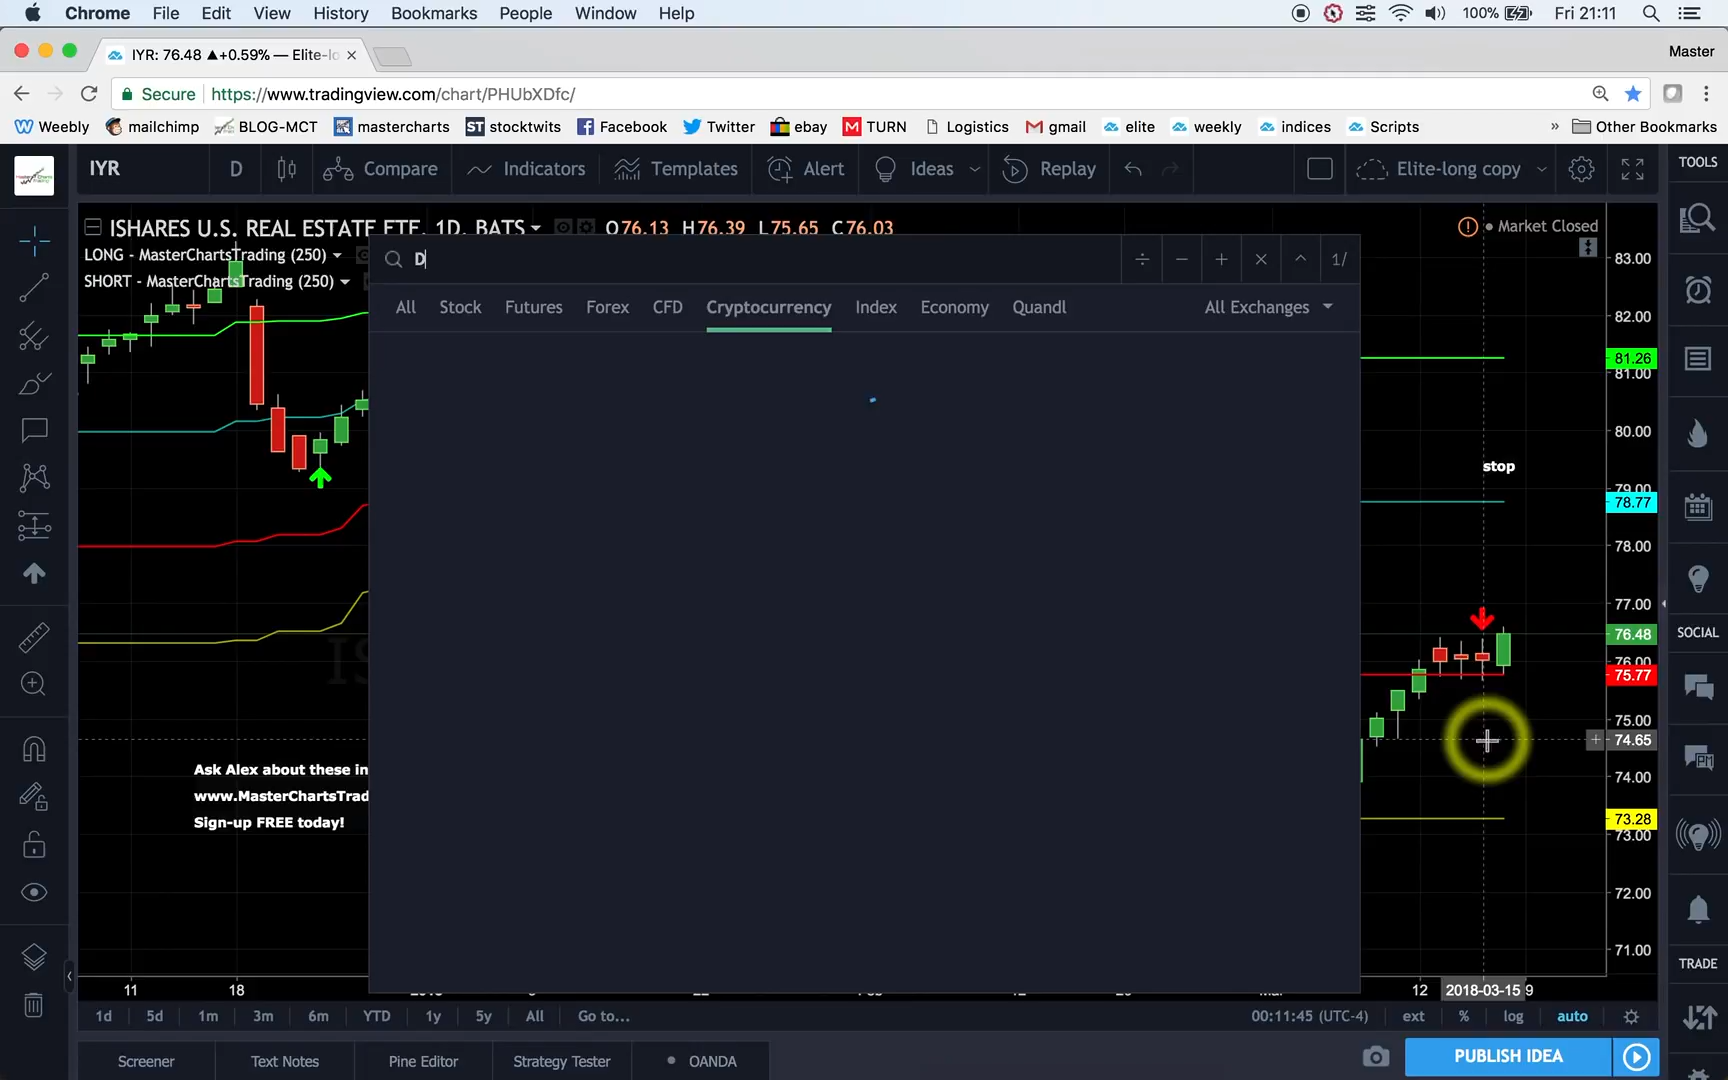 Chrome File Edit View History Bookmarks People Window Help 100% Fri 21:11
IYR: 76.48 ▲+0.59% — Elite-lo × Master
Secure https://www.tradingview.com/chart/PHUbXDfc/
Weebly mailchimp BLOG-MCT mastercharts stocktwits Facebook Twitter ebay TURN Logistics gmail elite weekly indices Scripts » Other Bookmarks
IYR D Compare Indicators Templates Alert Ideas Replay Elite-long copy TOOLS
ISHARES U.S. REAL ESTATE ETF, 1D, BATS O76.13 H76.39 L75.65 C76.03 Market Closed
LONG - MasterChartsTrading (250)
SHORT - MasterChartsTrading (250)
D ÷ − + × ^ 1/
All Stock Futures Forex CFD Cryptocurrency Index Economy Quandl All Exchanges
83.00
82.00
81.26
81.00
80.00
stop
79.00
78.77
78.00
77.00
76.48
SOCIAL
76.00
75.77
75.00
74.65
74.00
73.28
73.00
72.00
71.00
Ask Alex about these in
www.MasterChartsTrad
Sign-up FREE today!
TRADE
11 18 12 2018-03-15 9
1d 5d 1m 3m 6m YTD 1y 5y All Go to... 00:11:45 (UTC-4) ext % log auto
Screener Text Notes Pine Editor Strategy Tester OANDA PUBLISH IDEA